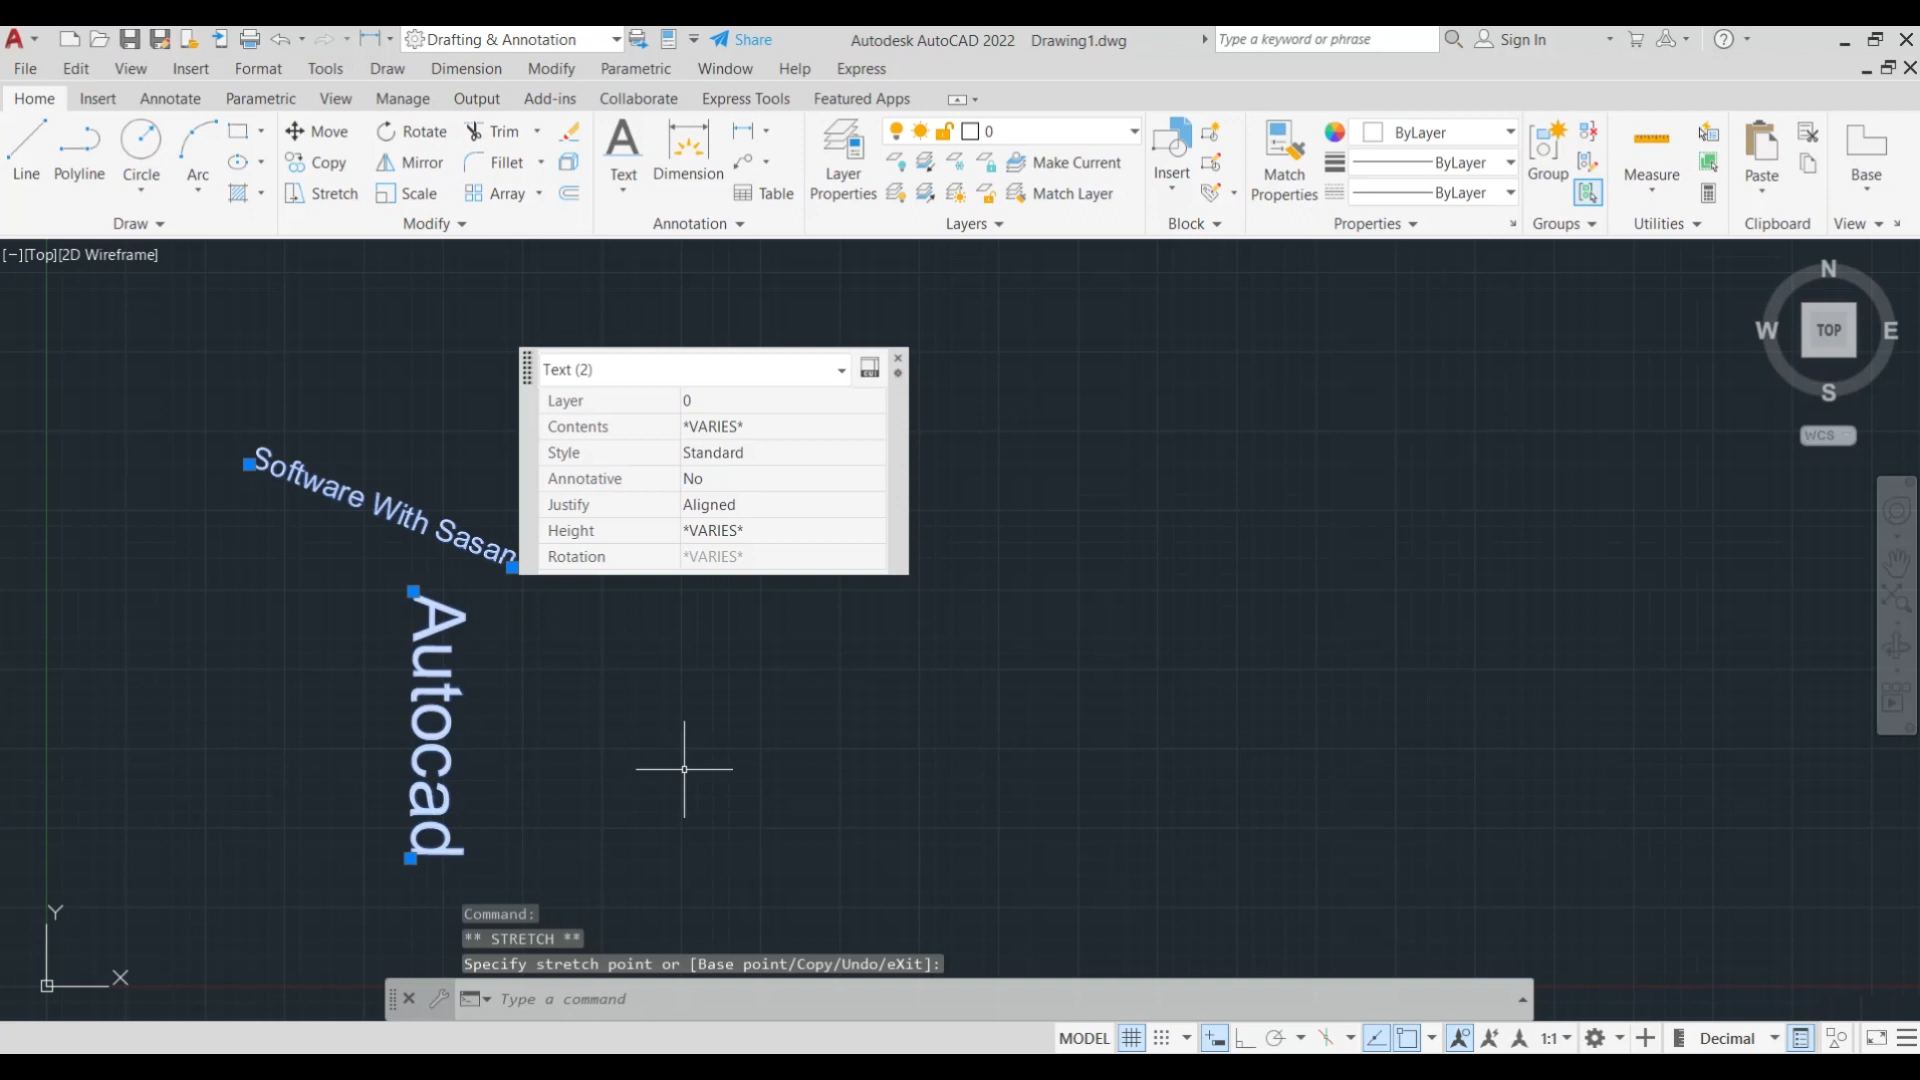 Drafting & Annotation
Share
Autodesk AutoCAD 2022 Drawing1.dwg
Type a keyword or phrase
Sign In
File Edit View Insert Format Tools Draw Dimension Modify Parametric Window Help Express
Home Insert Annotate Parametric View Manage Output Add-ins Collaborate Express Tools Featured Apps
Line
Polyline
Circle
Arc
Draw
Move
Rotate
Trim
Copy
Mirror
Fillet
Stretch
Scale
Array
Modify
Text
Dimension
Table
Annotation
Layer
Properties
0
Make Current
Match Layer
Layers
Insert
Block
Match
Properties
ByLayer
ByLayer
ByLayer
Properties
Group
Groups
Measure
Utilities
Paste
Clipboard
Base
View
[−][Top][2D Wireframe]
N
W
TOP
E
S
WCS
Text (2)
Layer 0
Contents *VARIES*
Style Standard
Annotative No
Justify Aligned
Height *VARIES*
Rotation *VARIES*
Software With Sasan
Autocad
Y
X
Command:
** STRETCH **
Specify stretch point or [Base point/Copy/Undo/eXit]:
Type a command
MODEL
1:1
Decimal